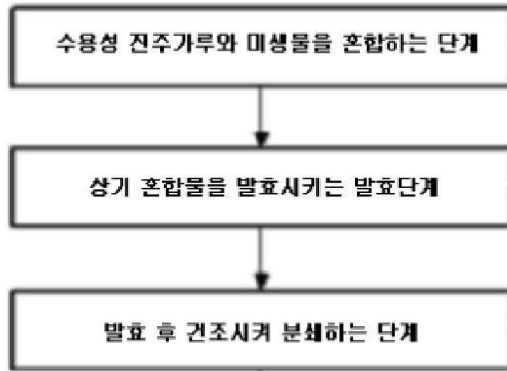 수용성 진주가루와 미생물을 혼합하는 단계
상기 혼합물을 발효시키는 발효단계
발효 후 건조시켜 분쇄하는 단계